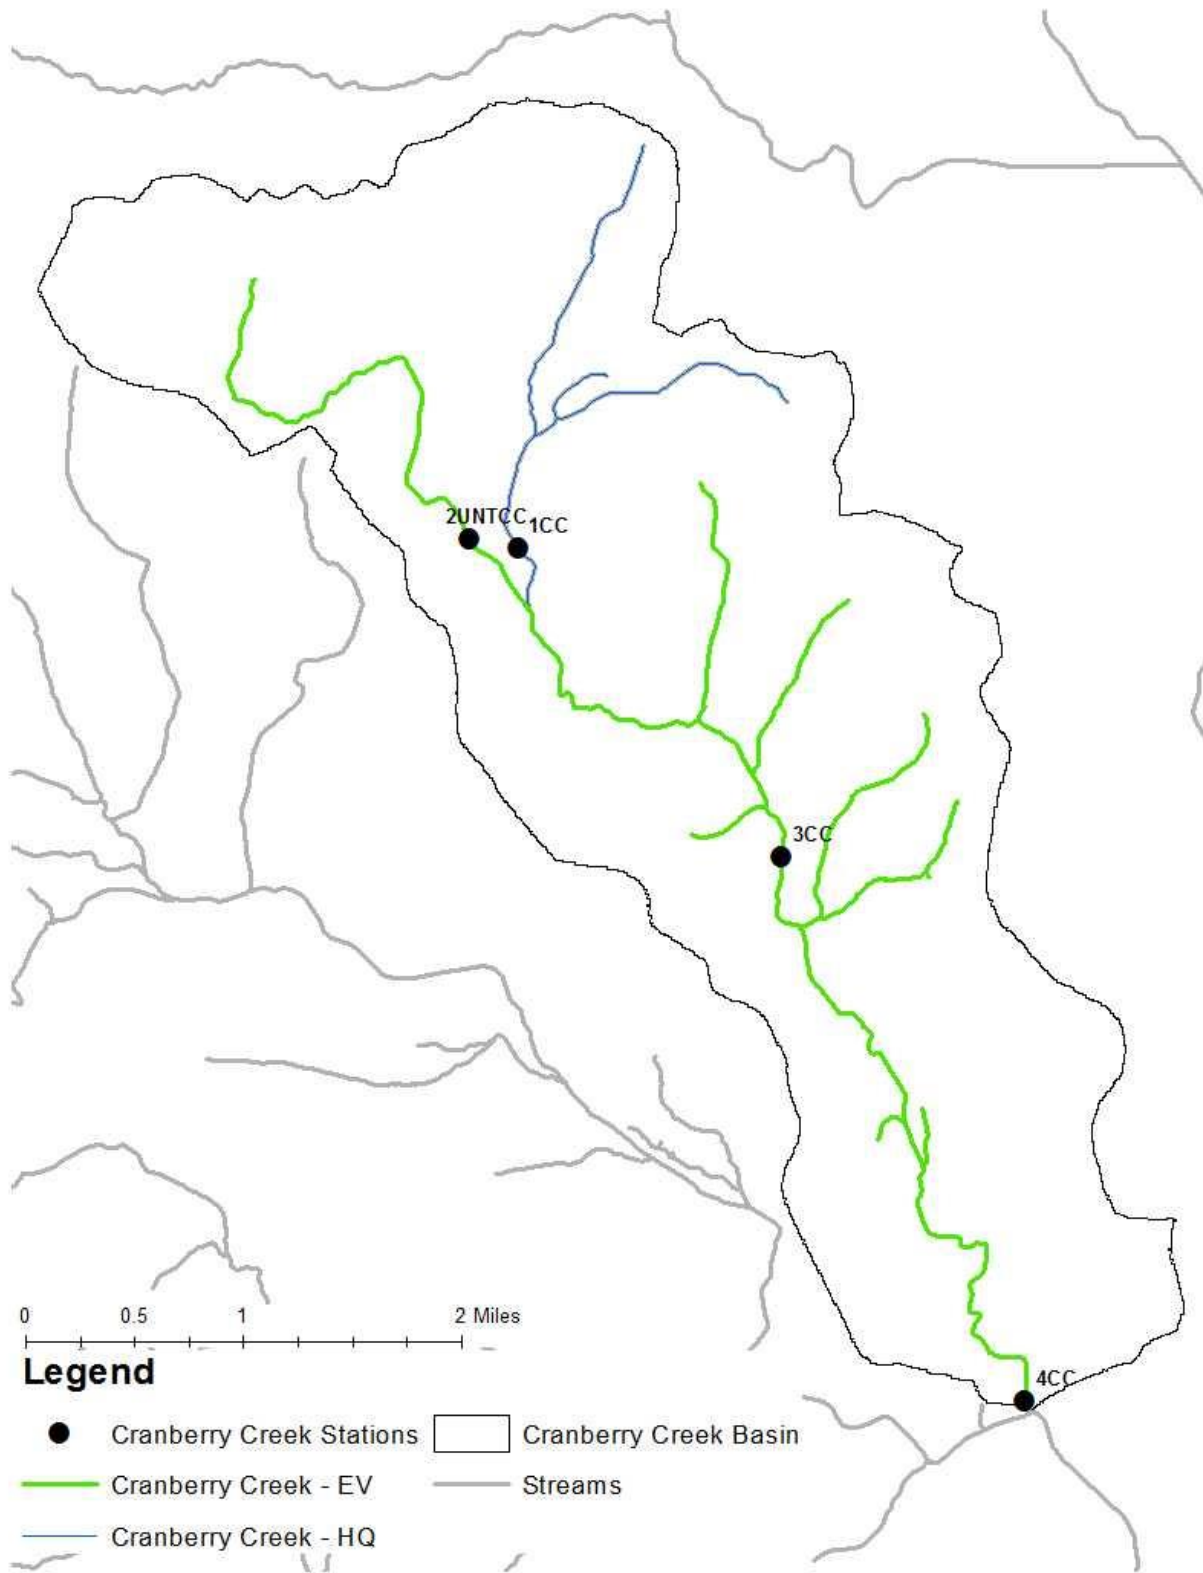 2UNTCC
1CC
3CC
0 0.5 1 2 Miles
4CC
Legend
Cranberry Creek Stations
Cranberry Creek Basin
Cranberry Creek - EV
Streams
Cranberry Creek - HQ